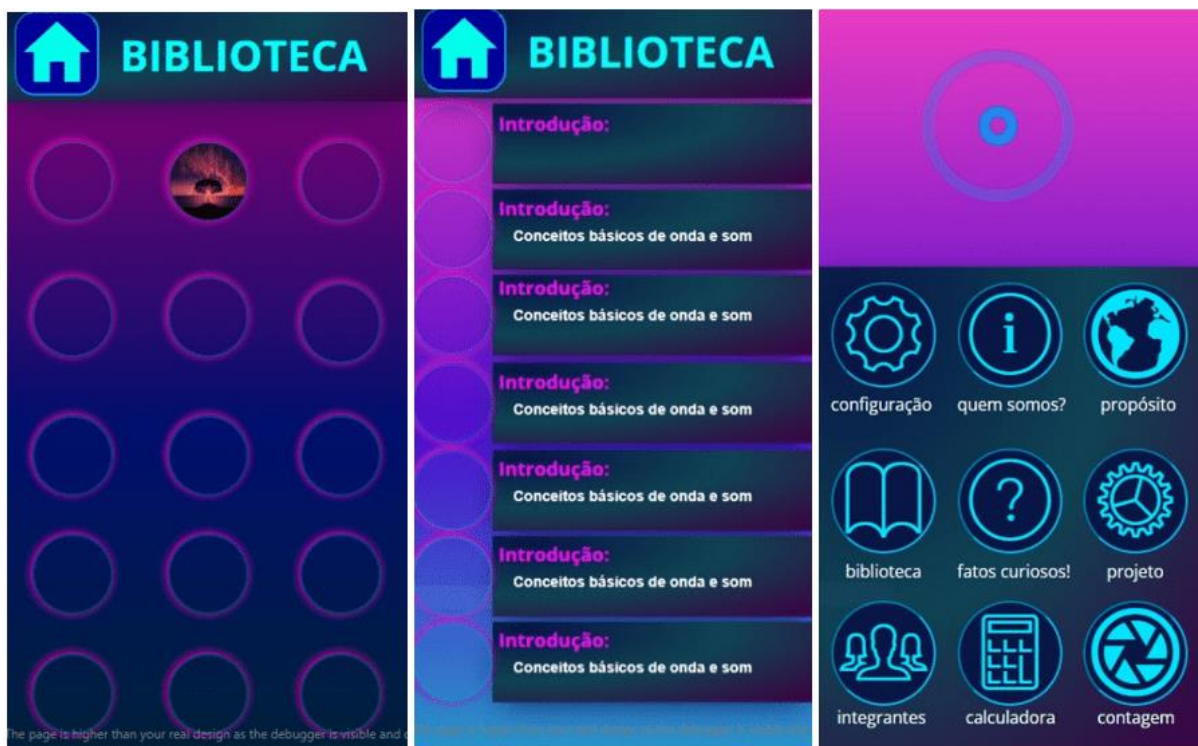 BIBLIOTECA
The page is higher than your real design as the debugger is visible and
BIBLIOTECA
Introdução:
Introdução:
Conceitos básicos de onda e som
Introdução:
Conceitos básicos de onda e som
Introdução:
Conceitos básicos de onda e som
Introdução:
Conceitos básicos de onda e som
Introdução:
Conceitos básicos de onda e som
Introdução:
Conceitos básicos de onda e som
configuração quem somos? propósito
biblioteca fatos curiosos! projeto
integrantes calculadora contagem